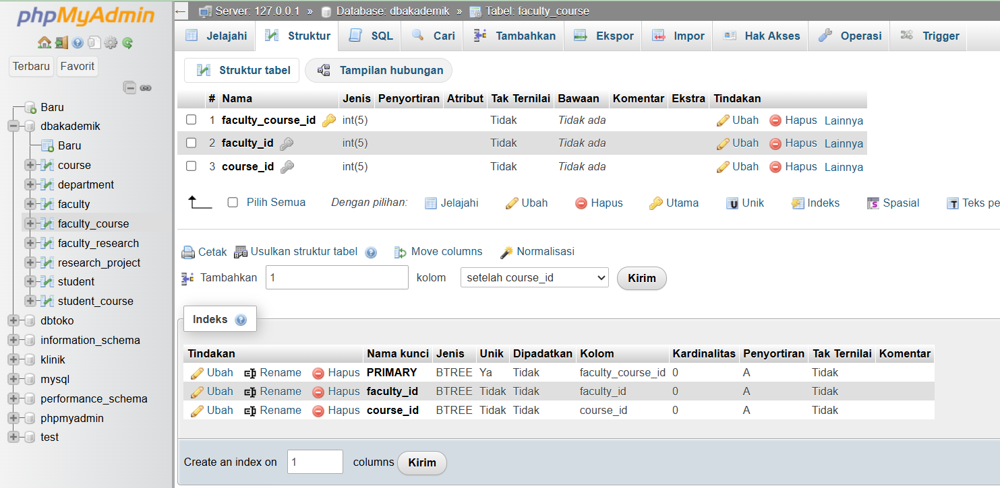 phpMyAdmin
Terbaru Favorit
Baru
dbakademik
Baru
course
department
faculty
faculty_course
faculty_research
research_project
student
student_course
dbtoko
information_schema
klinik
mysql
performance_schema
phpmyadmin
test
← Server: 127.0.0.1 » Database: dbakademik » Tabel: faculty_course
Jelajahi Struktur SQL Cari Tambahkan Ekspor Impor Hak Akses Operasi Trigger
Struktur tabel Tampilan hubungan
# Nama Jenis Penyortiran Atribut Tak Ternilai Bawaan Komentar Ekstra Tindakan
1 faculty_course_id int(5) Tidak Tidak ada Ubah Hapus Lainnya
2 faculty_id int(5) Tidak Tidak ada Ubah Hapus Lainnya
3 course_id int(5) Tidak Tidak ada Ubah Hapus Lainnya
Pilih Semua Dengan pilihan: Jelajahi Ubah Hapus Utama Unik Indeks Spasial Teks pe
Cetak Usulkan struktur tabel Move columns Normalisasi
Tambahkan 1 kolom setelah course_id Kirim
Indeks
Tindakan Nama kunci Jenis Unik Dipadatkan Kolom Kardinalitas Penyortiran Tak Ternilai Komentar
Ubah Rename Hapus PRIMARY BTREE Ya Tidak faculty_course_id 0 A Tidak
Ubah Rename Hapus faculty_id BTREE Tidak Tidak faculty_id 0 A Tidak
Ubah Rename Hapus course_id BTREE Tidak Tidak course_id 0 A Tidak
Create an index on 1 columns Kirim